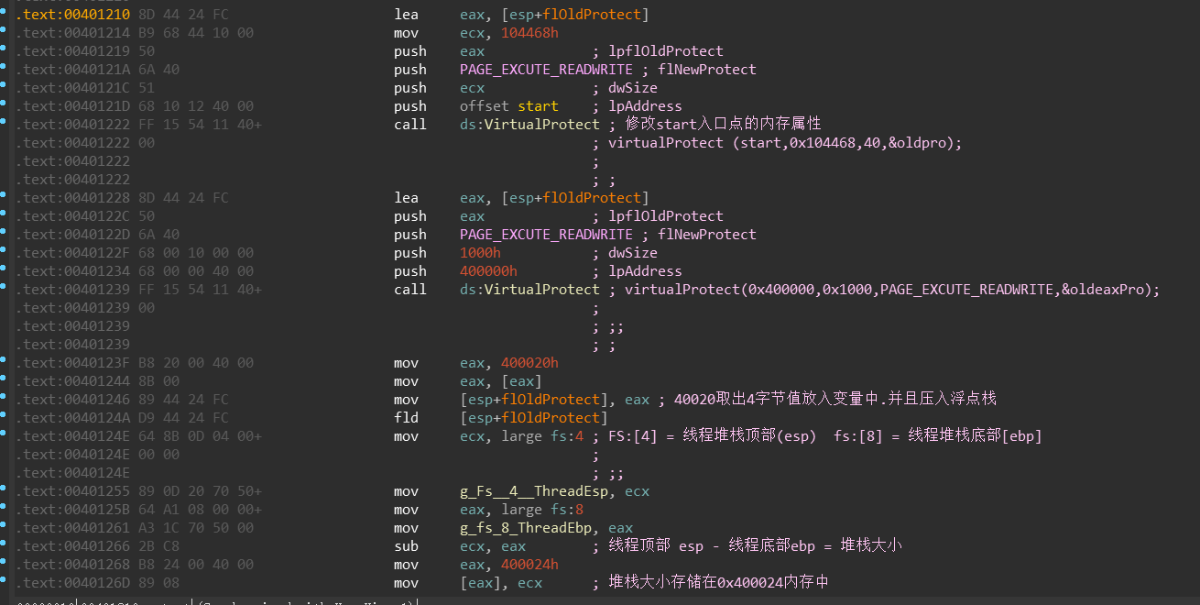 .text:00401210 8D 44 24 FC lea eax, [esp+flOldProtect]
.text:00401214 B9 68 44 10 00 mov ecx, 104468h
.text:00401219 50 push eax ; lpflOldProtect
.text:0040121A 6A 40 push PAGE_EXCUTE_READWRITE ; flNewProtect
.text:0040121C 51 push ecx ; dwSize
.text:0040121D 68 10 12 40 00 push offset start ; lpAddress
.text:00401222 FF 15 54 11 40+ call ds:VirtualProtect ; 修改start入口点的内存属性
.text:00401222 00 ; virtualProtect (start,0x104468,40,&oldpro);
.text:00401222 ;
.text:00401222 ; ;
.text:00401228 8D 44 24 FC lea eax, [esp+flOldProtect]
.text:0040122C 50 push eax ; lpflOldProtect
.text:0040122D 6A 40 push PAGE_EXCUTE_READWRITE ; flNewProtect
.text:0040122F 68 00 10 00 00 push 1000h ; dwSize
.text:00401234 68 00 00 40 00 push 400000h ; lpAddress
.text:00401239 FF 15 54 11 40+ call ds:VirtualProtect ; virtualProtect(0x400000,0x1000,PAGE_EXCUTE_READWRITE,&oldeaxPro);
.text:00401239 00 ;
.text:00401239 ; ;;
.text:00401239 ; ;
.text:0040123F B8 20 00 40 00 mov eax, 400020h
.text:00401244 8B 00 mov eax, [eax]
.text:00401246 89 44 24 FC mov [esp+flOldProtect], eax ; 40020取出4字节值放入变量中.并且压入浮点栈
.text:0040124A D9 44 24 FC fld [esp+flOldProtect]
.text:0040124E 64 8B 0D 04 00+ mov ecx, large fs:4 ; FS:[4] = 线程堆栈顶部(esp) fs:[8] = 线程堆栈底部[ebp]
.text:0040124E 00 00 ;
.text:0040124E ; ;;
.text:00401255 89 0D 20 70 50+ mov g_Fs__4__ThreadEsp, ecx
.text:0040125B 64 A1 08 00 00+ mov eax, large fs:8
.text:00401261 A3 1C 70 50 00 mov g_fs_8_ThreadEbp, eax
.text:00401266 2B C8 sub ecx, eax ; 线程顶部 esp - 线程底部ebp = 堆栈大小
.text:00401268 B8 24 00 40 00 mov eax, 400024h
.text:0040126D 89 08 mov [eax], ecx ; 堆栈大小存储在0x400024内存中